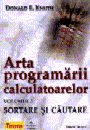 Donald E. Knuth
Arta
programării
calculatoarelor
VOLUMUL 3
SORTARE ŞI CĂUTARE
Teora